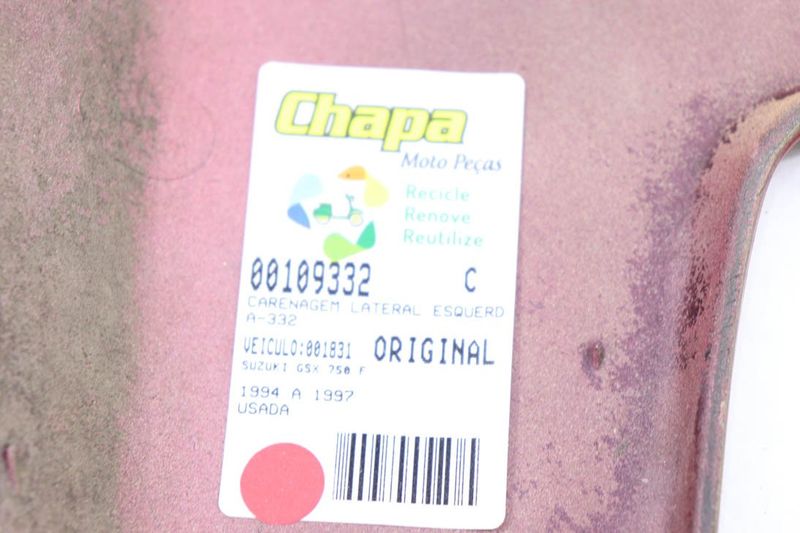 Chapa
Moto Peças
Recicle
Renove
Reutilize
00109332 C
CARENAGEM LATERAL ESQUERD
A-332
VEICULO:001831 ORIGINAL
SUZUKI GSX 750 F
1994 A 1997
USADA